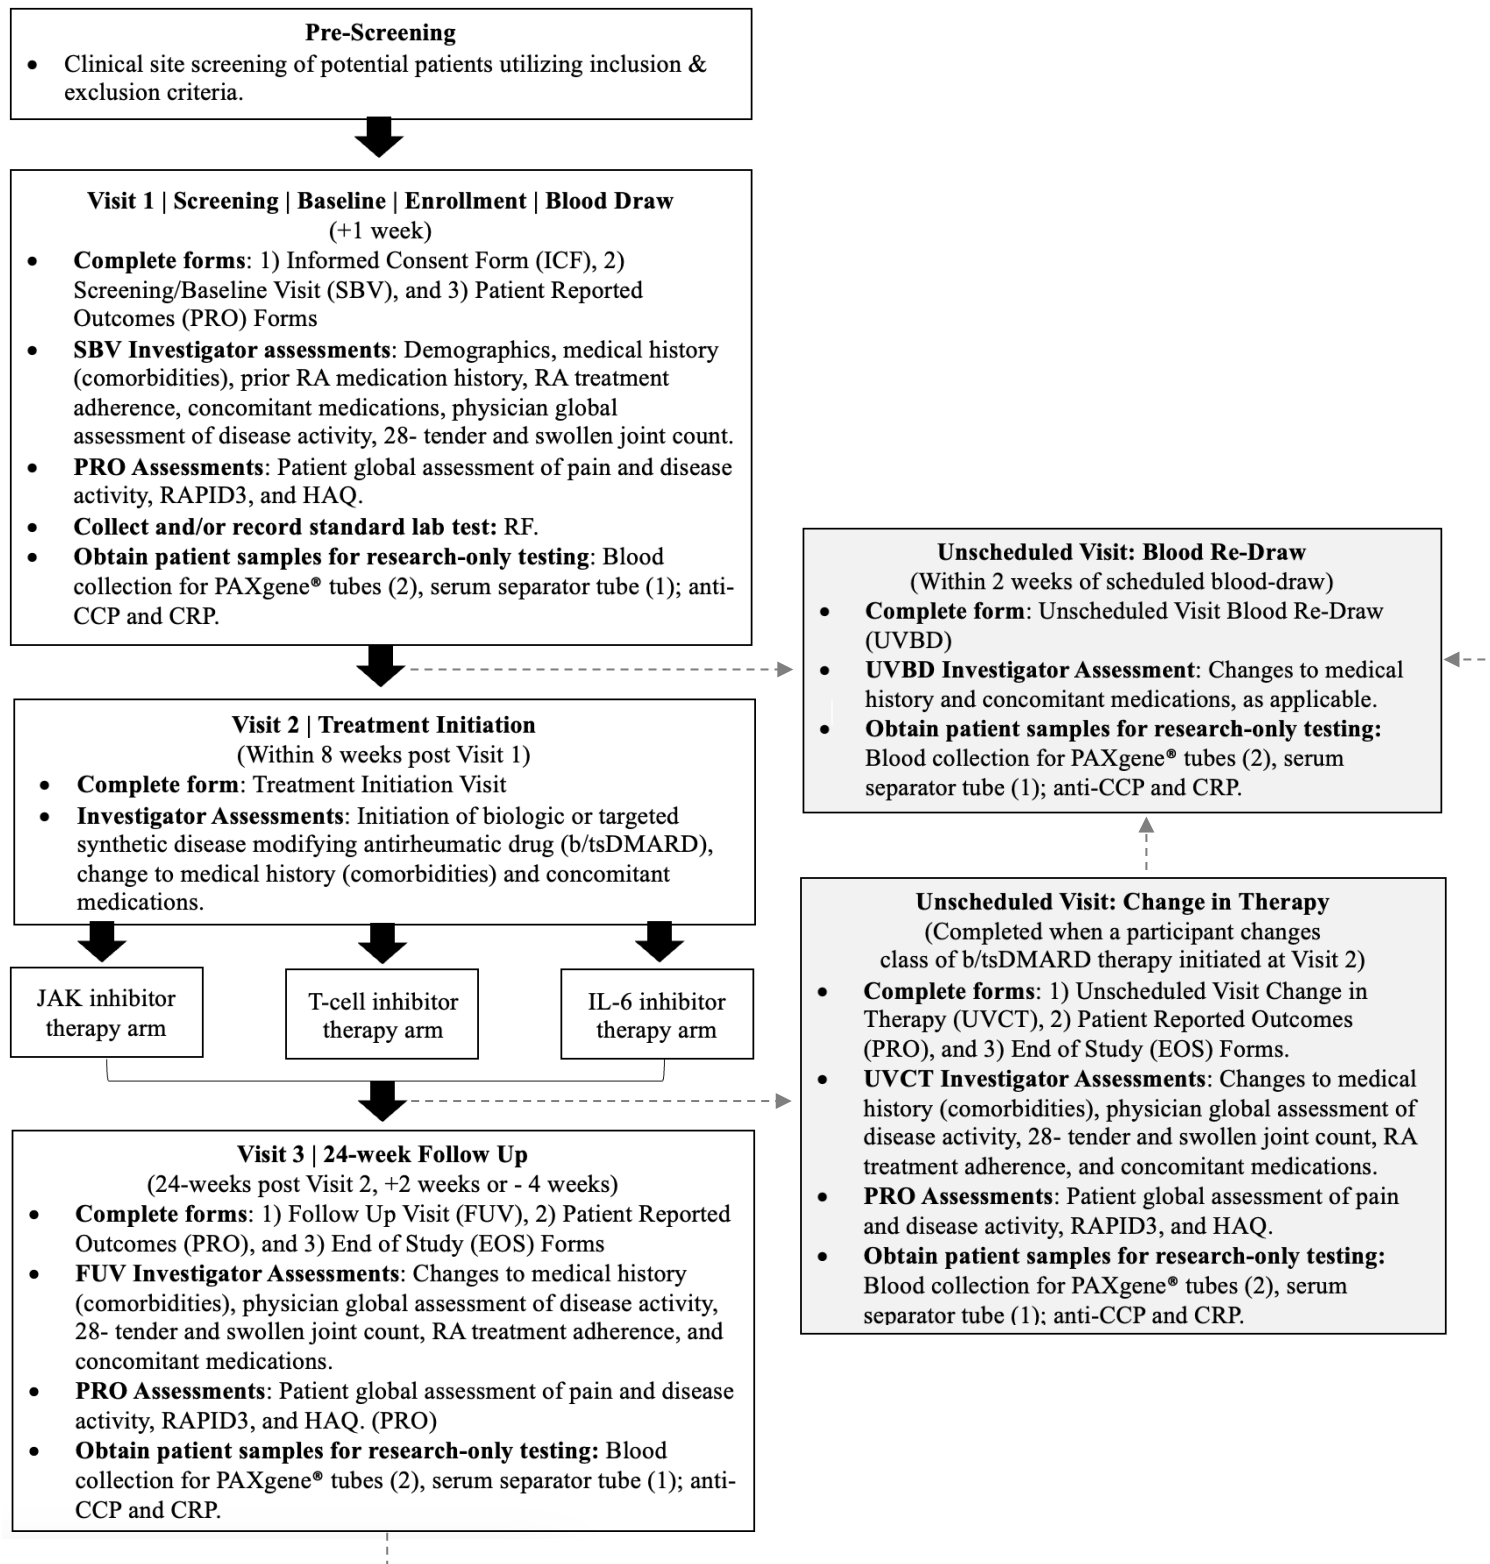 Pre-Screening
• Clinical site screening of potential patients utilizing inclusion &
exclusion criteria.
Visit 1 | Screening | Baseline | Enrollment | Blood Draw
(+1 week)
• Complete forms: 1) Informed Consent Form (ICF), 2)
Screening/Baseline Visit (SBV), and 3) Patient Reported
Outcomes (PRO) Forms
• SBV Investigator assessments: Demographics, medical history
(comorbidities), prior RA medication history, RA treatment
adherence, concomitant medications, physician global
assessment of disease activity, 28- tender and swollen joint count.
• PRO Assessments: Patient global assessment of pain and disease
activity, RAPID3, and HAQ.
• Collect and/or record standard lab test: RF.
• Obtain patient samples for research-only testing: Blood
collection for PAXgene® tubes (2), serum separator tube (1); anti-
CCP and CRP.
Visit 2 | Treatment Initiation
(Within 8 weeks post Visit 1)
• Complete form: Treatment Initiation Visit
• Investigator Assessments: Initiation of biologic or targeted
synthetic disease modifying antirheumatic drug (b/tsDMARD),
change to medical history (comorbidities) and concomitant
medications.
JAK inhibitor
therapy arm
T-cell inhibitor
therapy arm
IL-6 inhibitor
therapy arm
Visit 3 | 24-week Follow Up
(24-weeks post Visit 2, +2 weeks or - 4 weeks)
• Complete forms: 1) Follow Up Visit (FUV), 2) Patient Reported
Outcomes (PRO), and 3) End of Study (EOS) Forms
• FUV Investigator Assessments: Changes to medical history
(comorbidities), physician global assessment of disease activity,
28- tender and swollen joint count, RA treatment adherence, and
concomitant medications.
• PRO Assessments: Patient global assessment of pain and disease
activity, RAPID3, and HAQ. (PRO)
• Obtain patient samples for research-only testing: Blood
collection for PAXgene® tubes (2), serum separator tube (1); anti-
CCP and CRP.
Unscheduled Visit: Blood Re-Draw
(Within 2 weeks of scheduled blood-draw)
• Complete form: Unscheduled Visit Blood Re-Draw
(UVBD)
• UVBD Investigator Assessment: Changes to medical
history and concomitant medications, as applicable.
• Obtain patient samples for research-only testing:
Blood collection for PAXgene® tubes (2), serum
separator tube (1); anti-CCP and CRP.
Unscheduled Visit: Change in Therapy
(Completed when a participant changes
class of b/tsDMARD therapy initiated at Visit 2)
• Complete forms: 1) Unscheduled Visit Change in
Therapy (UVCT), 2) Patient Reported Outcomes
(PRO), and 3) End of Study (EOS) Forms.
• UVCT Investigator Assessments: Changes to medical
history (comorbidities), physician global assessment of
disease activity, 28- tender and swollen joint count, RA
treatment adherence, and concomitant medications.
• PRO Assessments: Patient global assessment of pain
and disease activity, RAPID3, and HAQ.
• Obtain patient samples for research-only testing:
Blood collection for PAXgene® tubes (2), serum
separator tube (1); anti-CCP and CRP.